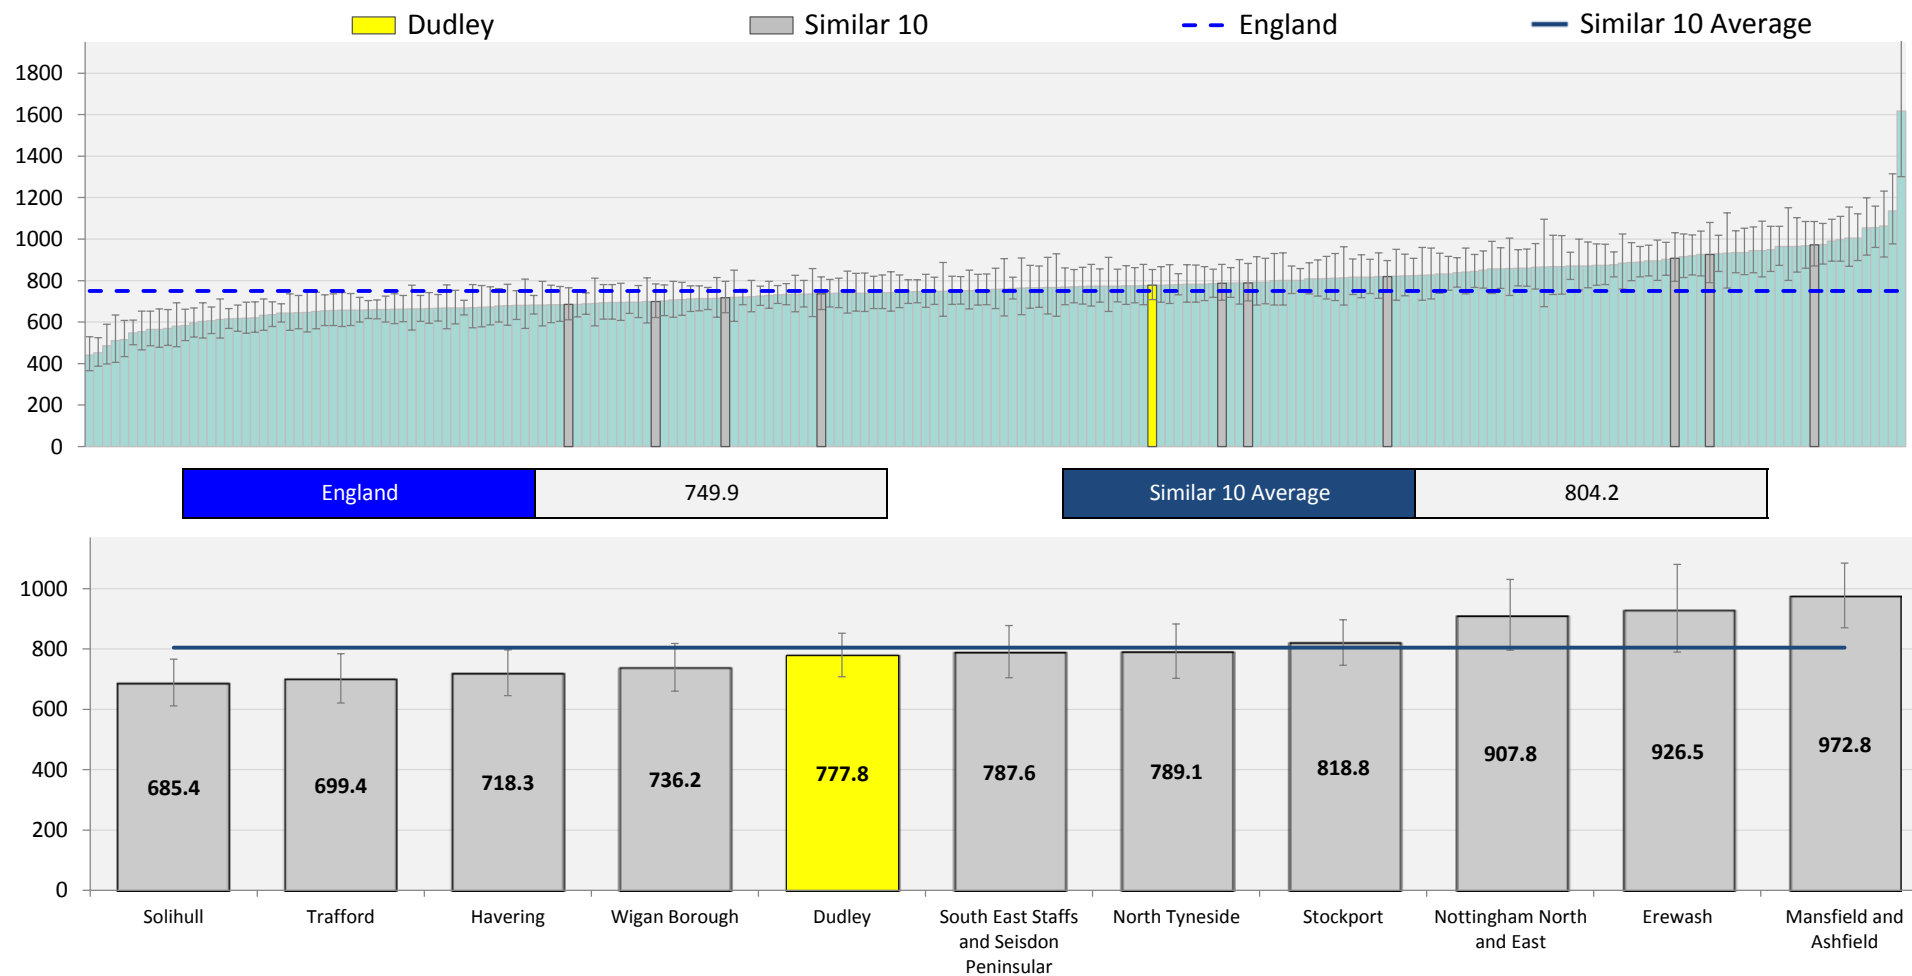 Dudley Similar 10 England Similar 10 Average
1800
1600
1400
1200
1000
800
600
400
200
0
England 749.9 Similar 10 Average 804.2
1000
800
600
400
200
0
685.4 699.4 718.3 736.2 777.8 787.6 789.1 818.8 907.8 926.5 972.8
Solihull Trafford Havering Wigan Borough Dudley South East Staffs North Tyneside Stockport Nottingham North Erewash Mansfield and
and Seisdon and East Ashfield
Peninsular